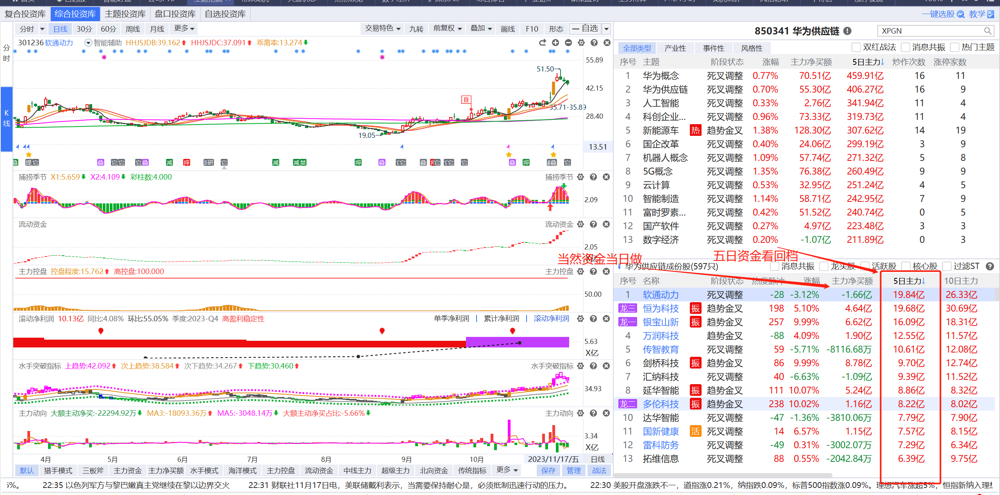 复合投资库 综合投资库 主题投资库 盘口投资库 自选投资库 一键选股 教学
分时 日线 30分 60分 周线 月线 更多 交易特色 九转 前复权 叠加 画线 F10 形态 自选
850341 华为供应链 XPGN
301236 软通动力 智能辅助 HHJSJDB:39.162 HHJSJDC:37.091 乖离率:13.274
分时
K线
55.89
51.50
42.15
自
35.71-35.89
28.40
19.05
13.51
提 它 叠 它 它 它 叠 减 押 研 它 减 减 禁 押 叠 它 叠 它 它 它 叠 押 叠 它
捕捞季节 X1:5.659 X2:4.109 彩柱数:4.000 捕捞季节
2.09
流动资金 流动资金
2.05
X亿
当然资金当日做
五日资金看回档
主力控盘 控盘程度:15.762 高控盘:100.000 主力控盘
50.00
滚动净利润 10.13亿 同比:4.08% 环比:55.05% 季度:2023-Q4 高盈利稳定性 单季净利润 | 累计净利润 | 滚动净利润
5.63
X亿
水手突破指标 上趋势:42.092 次上趋势:38.584 次下趋势:34.267 下趋势:30.460 水手突破指标
34.93
主力动向 大额主动净买:-22294.92万 MA3:-18093.36万 MA5:-3048.14万 大额主动净买占比:-5.66% 主力动向
3.34
X亿
4月 5月 6月 7月 8月 9月 10月 2023/11/17/五 日线
默认 猎手模式 三板斧 主力资金 主力净买额 水手模式 海洋模式 主力控盘 流动资金 中线主力 超级主力 北向资金 传统指标 更多 保存 管理 战法
全部类型 产业性 事件性 风格性 双红战法 消息共振 热门主题
序号 主题 阶段状态 涨幅 主力净买额 5日主力↓ 炒作次数 涨停家数
1 华为概念 死叉调整 0.77% 70.51亿 459.91亿 16 11
2 华为供应链 死叉调整 0.70% 55.30亿 406.27亿 16 9
3 人工智能 死叉调整 0.33% 2.76亿 341.94亿 11 4
4 科创企业... 死叉调整 0.96% 73.33亿 319.73亿 11 4
5 新能源车 热 趋势金叉 1.38% 128.30亿 307.62亿 14 19
6 国企改革 死叉调整 0.40% 24.06亿 299.19亿 3 9
7 机器人概念 死叉调整 1.09% 57.74亿 271.32亿 5 8
8 5G概念 死叉调整 1.35% 76.38亿 260.49亿 9 9
9 云计算 死叉调整 0.53% 32.95亿 251.24亿 4 5
10 智能制造 死叉调整 1.14% 58.71亿 242.95亿 7 9
11 富时罗素... 死叉调整 0.42% 51.52亿 240.74亿 0 5
12 国产软件 死叉调整 0.27% 4.97亿 223.48亿 3 3
13 数字经济 死叉调整 0.20% -1.07亿 211.89亿 0 3
华为供应链成份股(597只) 消息共振 龙头股 活跃股 核心股 过滤ST
序号 名称 阶段状态 热度脉冲 涨幅 主力净买额 5日主力↓ 10日主力
1 软通动力 死叉调整 -28 -3.12% -1.66亿 19.84亿 26.33亿
龙三 恒为科技 振 趋势金叉 198 5.10% 4.64亿 19.68亿 30.69亿
龙一 银宝山新 振 趋势金叉 257 9.99% 6.62亿 16.09亿 18.31亿
4 万润科技 趋势金叉 -88 4.09% 1.90亿 12.55亿 11.57亿
5 传智教育 死叉调整 59 -5.71% -8116.68万 10.61亿 12.08亿
6 剑桥科技 振 趋势金叉 86 9.99% 8.78亿 9.70亿 12.74亿
7 汇纳科技 死叉调整 40 -6.63% -1.09亿 9.39亿 11.52亿
8 延华智能 振 趋势金叉 111 10.07% 5.24亿 8.86亿 8.32亿
龙二 多伦科技 振 趋势金叉 238 10.02% 1.16亿 8.22亿 8.02亿
10 达华智能 死叉调整 -47 -1.36% -3810.06万 7.79亿 7.90亿
11 国新健康 活 死叉调整 14 6.57% 1.15亿 7.57亿 8.15亿
12 雷科防务 死叉调整 -49 0.31% -3002.07万 7.29亿 6.34亿
13 拓维信息 死叉调整 88 0.55% -2042.84万 6.39亿 9.75亿
%。 22:35 以色列军方与黎巴嫩真主党继续在黎以边界交火 22:31 财联社11月17日电，美联储戴利表示，当需要保持耐心是，必须抵制迅速行动的压力。 22:30 美股开盘涨跌不一，道指涨0.21%，纳指跌0.09%，标普500指数涨0.09%。理想汽车涨超5%，恒指新纳入理想